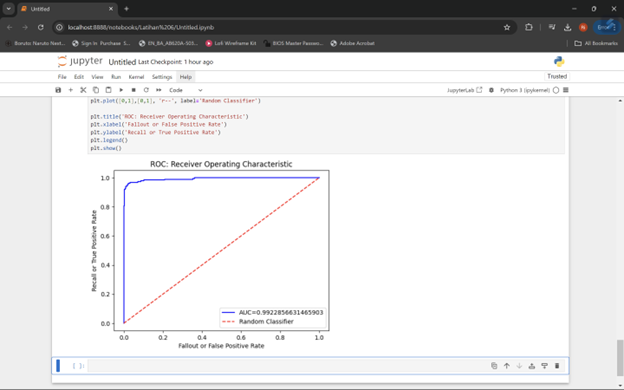 Untitled
localhost:8888/notebooks/Latihan%206/Untitled.ipynb
Boruto: Naruto Next...
Sign In Purchase S...
EN_B4_AB620A-S01...
LoFi Wireframe Kit
BIOS Master Passwo...
Adobe Acrobat
All Bookmarks
jupyter Untitled Last Checkpoint: 1 hour ago
File Edit View Run Kernel Settings Help
Trusted
Code
JupyterLab
Python 3 (ipykernel)
plt.plot([0,1],[0,1], 'r--', label='Random Classifier')
plt.title('ROC: Receiver Operating Characteristic')
plt.xlabel('Fallout or False Positive Rate')
plt.ylabel('Recall or True Positive Rate')
plt.legend()
plt.show()
ROC: Receiver Operating Characteristic
1.0
0.8
0.6
0.4
0.2
0.0
Recall or True Positive Rate
AUC=0.9922856631465903
Random Classifier
0.0 0.2 0.4 0.6 0.8 1.0
Fallout or False Positive Rate
[ ]: